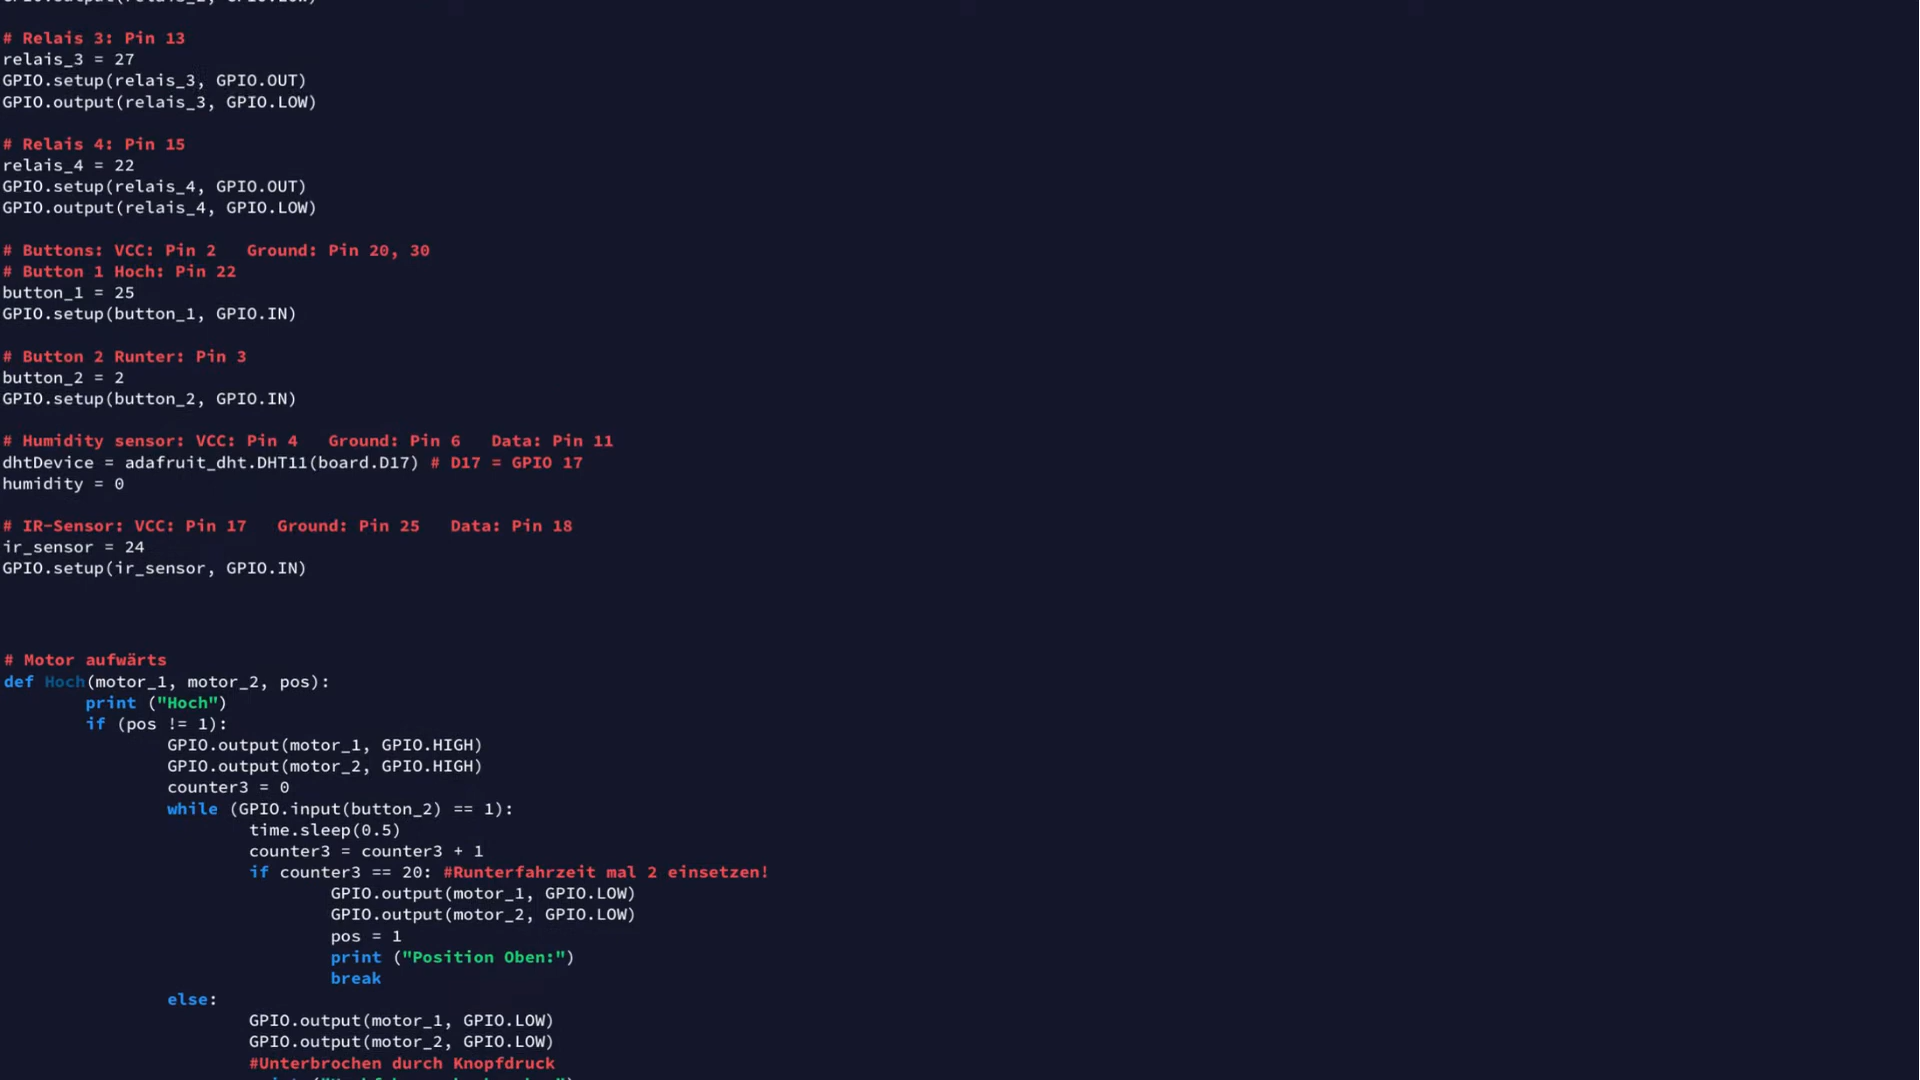 # Relais 3: Pin 13
relais_3 = 27
GPIO.setup(relais_3, GPIO.OUT)
GPIO.output(relais_3, GPIO.LOW)
# Relais 4: Pin 15
relais_4 = 22
GPIO.setup(relais_4, GPIO.OUT)
GPIO.output(relais_4, GPIO.LOW)
# Buttons: VCC: Pin 2   Ground: Pin 20, 30
# Button 1 Hoch: Pin 22
button_1 = 25
GPIO.setup(button_1, GPIO.IN)
# Button 2 Runter: Pin 3
button_2 = 2
GPIO.setup(button_2, GPIO.IN)
# Humidity sensor: VCC: Pin 4   Ground: Pin 6   Data: Pin 11
dhtDevice = adafruit_dht.DHT11(board.D17) # D17 = GPIO 17
humidity = 0
# IR-Sensor: VCC: Pin 17   Ground: Pin 25   Data: Pin 18
ir_sensor = 24
GPIO.setup(ir_sensor, GPIO.IN)
# Motor aufwärts
def Hoch(motor_1, motor_2, pos):
        print ("Hoch")
        if (pos != 1):
                GPIO.output(motor_1, GPIO.HIGH)
                GPIO.output(motor_2, GPIO.HIGH)
                counter3 = 0
                while (GPIO.input(button_2) == 1):
                        time.sleep(0.5)
                        counter3 = counter3 + 1
                        if counter3 == 20: #Runterfahrzeit mal 2 einsetzen!
                                GPIO.output(motor_1, GPIO.LOW)
                                GPIO.output(motor_2, GPIO.LOW)
                                pos = 1
                                print ("Position Oben:")
                                break
                else:
                        GPIO.output(motor_1, GPIO.LOW)
                        GPIO.output(motor_2, GPIO.LOW)
                        #Unterbrochen durch Knopfdruck